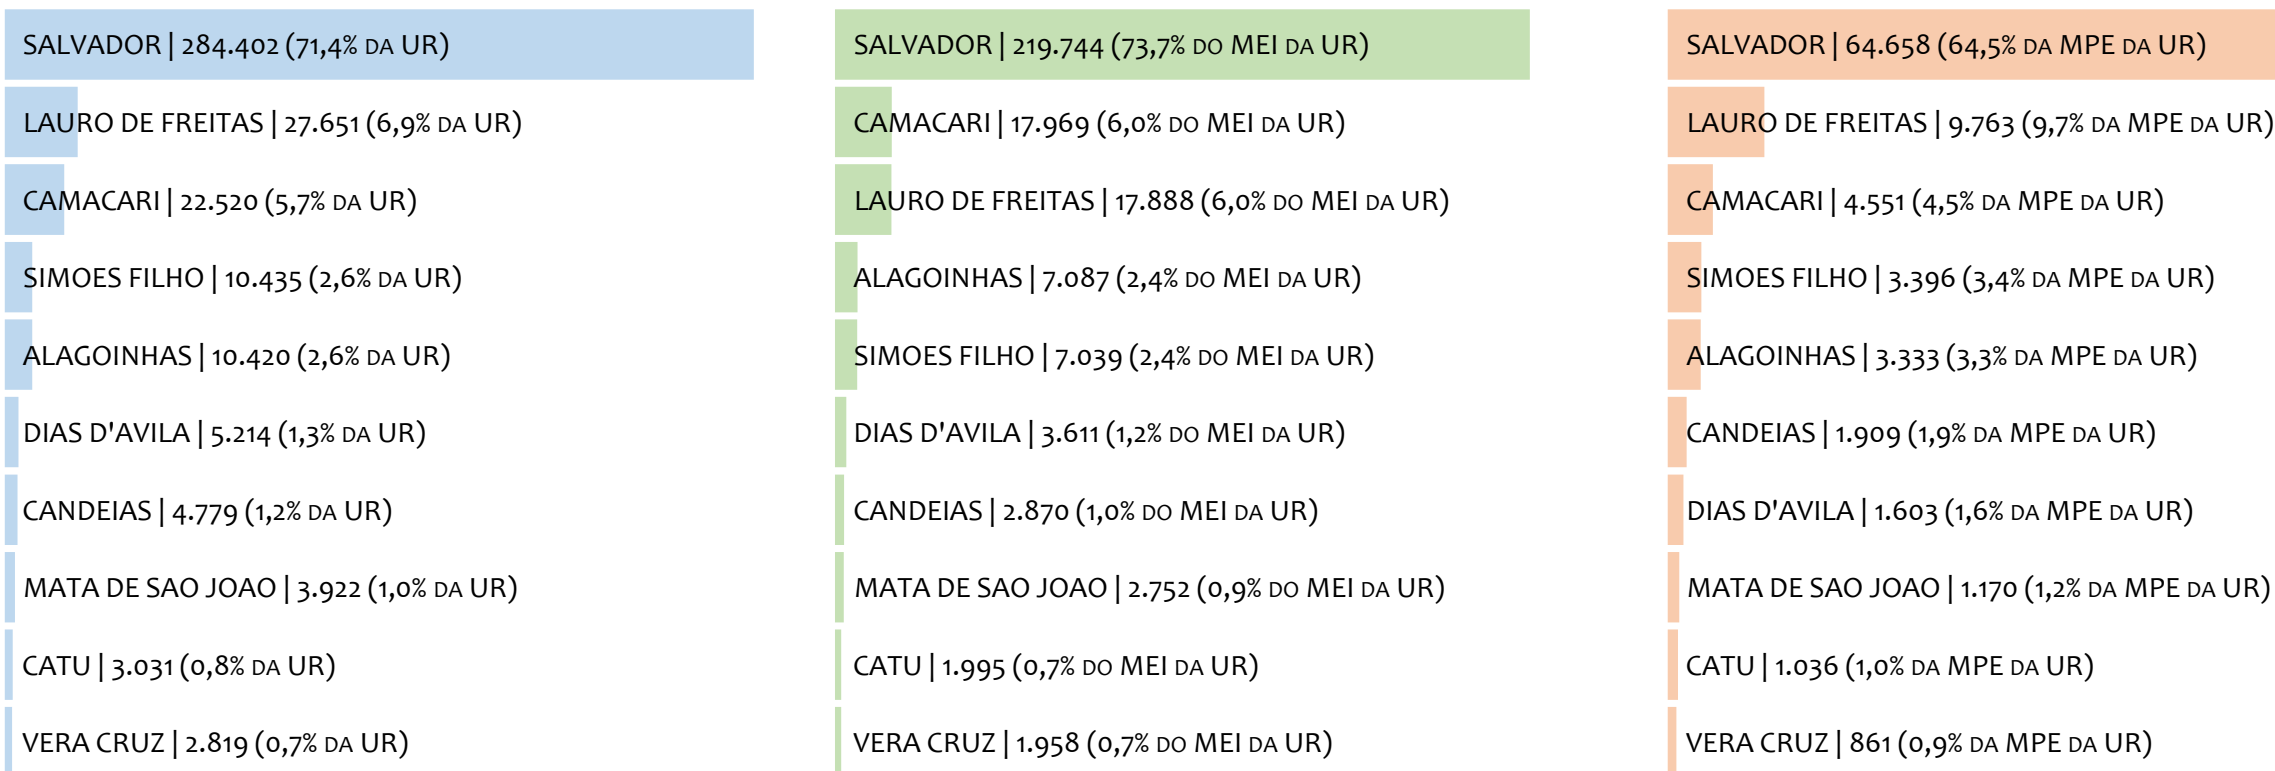 SALVADOR | 284.402 (71,4% DA UR)
LAURO DE FREITAS | 27.651 (6,9% DA UR)
CAMACARI | 22.520 (5,7% DA UR)
SIMOES FILHO | 10.435 (2,6% DA UR)
ALAGOINHAS | 10.420 (2,6% DA UR)
DIAS D'AVILA | 5.214 (1,3% DA UR)
CANDEIAS | 4.779 (1,2% DA UR)
MATA DE SAO JOAO | 3.922 (1,0% DA UR)
CATU | 3.031 (0,8% DA UR)
VERA CRUZ | 2.819 (0,7% DA UR)
SALVADOR | 219.744 (73,7% DO MEI DA UR)
CAMACARI | 17.969 (6,0% DO MEI DA UR)
LAURO DE FREITAS | 17.888 (6,0% DO MEI DA UR)
ALAGOINHAS | 7.087 (2,4% DO MEI DA UR)
SIMOES FILHO | 7.039 (2,4% DO MEI DA UR)
DIAS D'AVILA | 3.611 (1,2% DO MEI DA UR)
CANDEIAS | 2.870 (1,0% DO MEI DA UR)
MATA DE SAO JOAO | 2.752 (0,9% DO MEI DA UR)
CATU | 1.995 (0,7% DO MEI DA UR)
VERA CRUZ | 1.958 (0,7% DO MEI DA UR)
SALVADOR | 64.658 (64,5% DA MPE DA UR)
LAURO DE FREITAS | 9.763 (9,7% DA MPE DA UR)
CAMACARI | 4.551 (4,5% DA MPE DA UR)
SIMOES FILHO | 3.396 (3,4% DA MPE DA UR)
ALAGOINHAS | 3.333 (3,3% DA MPE DA UR)
CANDEIAS | 1.909 (1,9% DA MPE DA UR)
DIAS D'AVILA | 1.603 (1,6% DA MPE DA UR)
MATA DE SAO JOAO | 1.170 (1,2% DA MPE DA UR)
CATU | 1.036 (1,0% DA MPE DA UR)
VERA CRUZ | 861 (0,9% DA MPE DA UR)